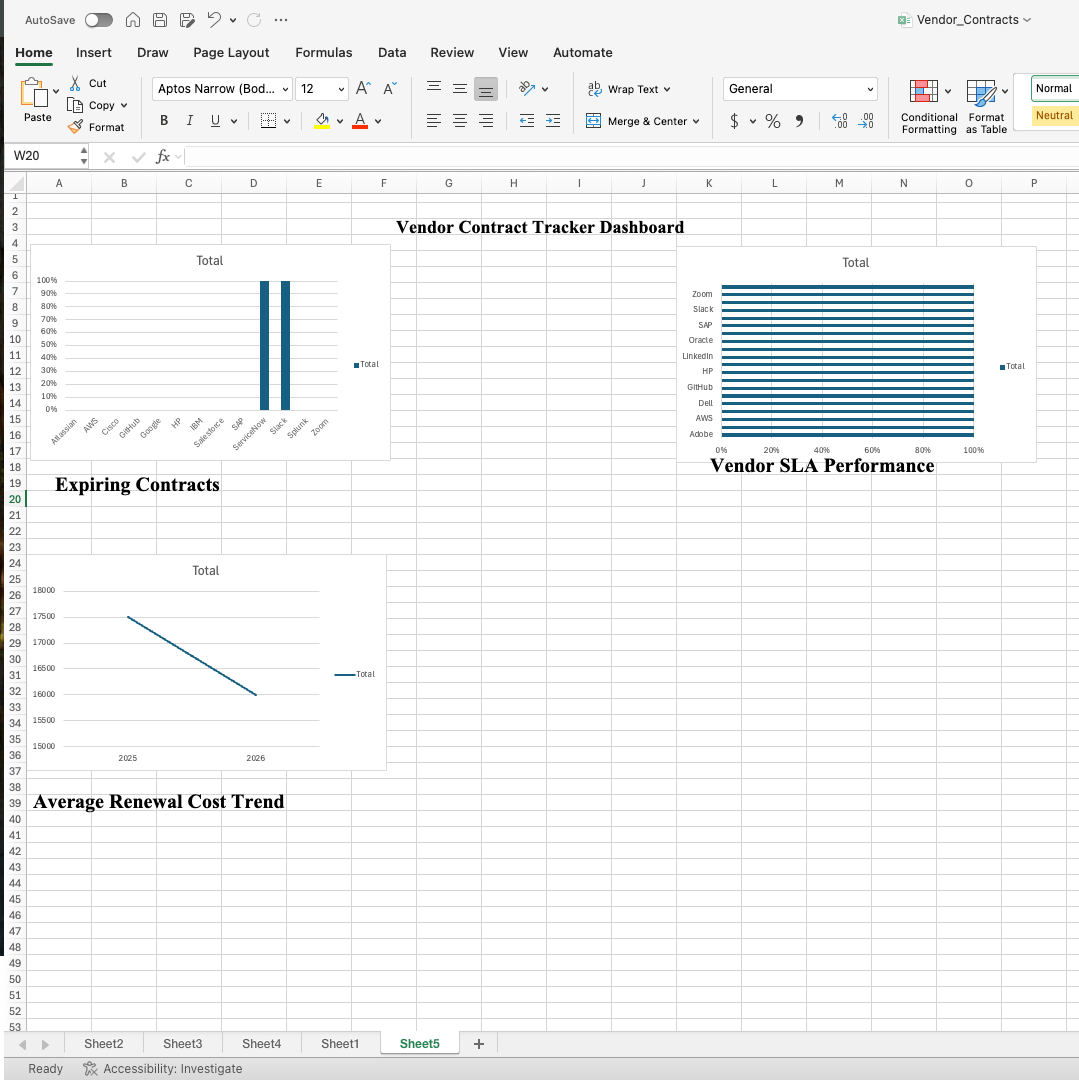 AutoSave
Vendor_Contracts
Home Insert Draw Page Layout Formulas Data Review View Automate
Paste
Cut
Copy
Format
Aptos Narrow (Bod... 12
B I U
ab Wrap Text
Merge & Center
General
$ % 9
Conditional Formatting
Format as Table
Normal
Neutral
W20 fx
A B C D E F G H I J K L M N O P
1
2
3
4
5
6
7
8
9
10
11
12
13
14
15
16
17
18
19
20
21
22
23
24
25
26
27
28
29
30
31
32
33
34
35
36
37
38
39
40
41
42
43
44
45
46
47
48
49
50
51
52
53
Vendor Contract Tracker Dashboard
Total
100%
90%
80%
70%
60%
50%
40%
30%
20%
10%
0%
Atlassian AWS Cisco GitHub Google HP IBM Salesforce SAP ServiceNow Slack Splunk Zoom
Total
Expiring Contracts
Total
Zoom
Slack
SAP
Oracle
LinkedIn
HP
GitHub
Dell
AWS
Adobe
0% 20% 40% 60% 80% 100%
Total
Vendor SLA Performance
Total
18000
17500
17000
16500
16000
15500
15000
2025 2026
Total
Average Renewal Cost Trend
Sheet2 Sheet3 Sheet4 Sheet1 Sheet5 +
Ready Accessibility: Investigate